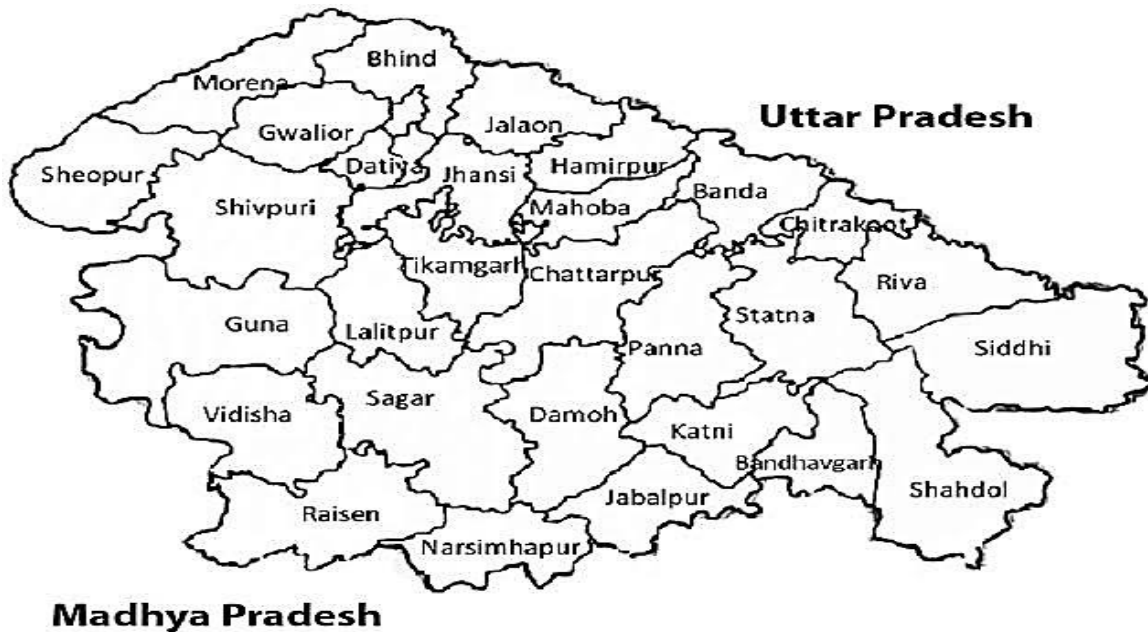 Bhind
Morena
Uttar Pradesh
Gwalior
Jalaon
Sheopur
Datiya
Jhansi
Hamirpur
Banda
Shivpuri
Mahoba
Chitrakoot
Tikamgarh
Chattarpur
Riva
Guna
Lalitpur
Statna
Panna
Siddhi
Vidisha
Sagar
Damoh
Katni
Bandhavgarh
Raisen
Jabalpur
Shahdol
Narsimhapur
Madhya Pradesh